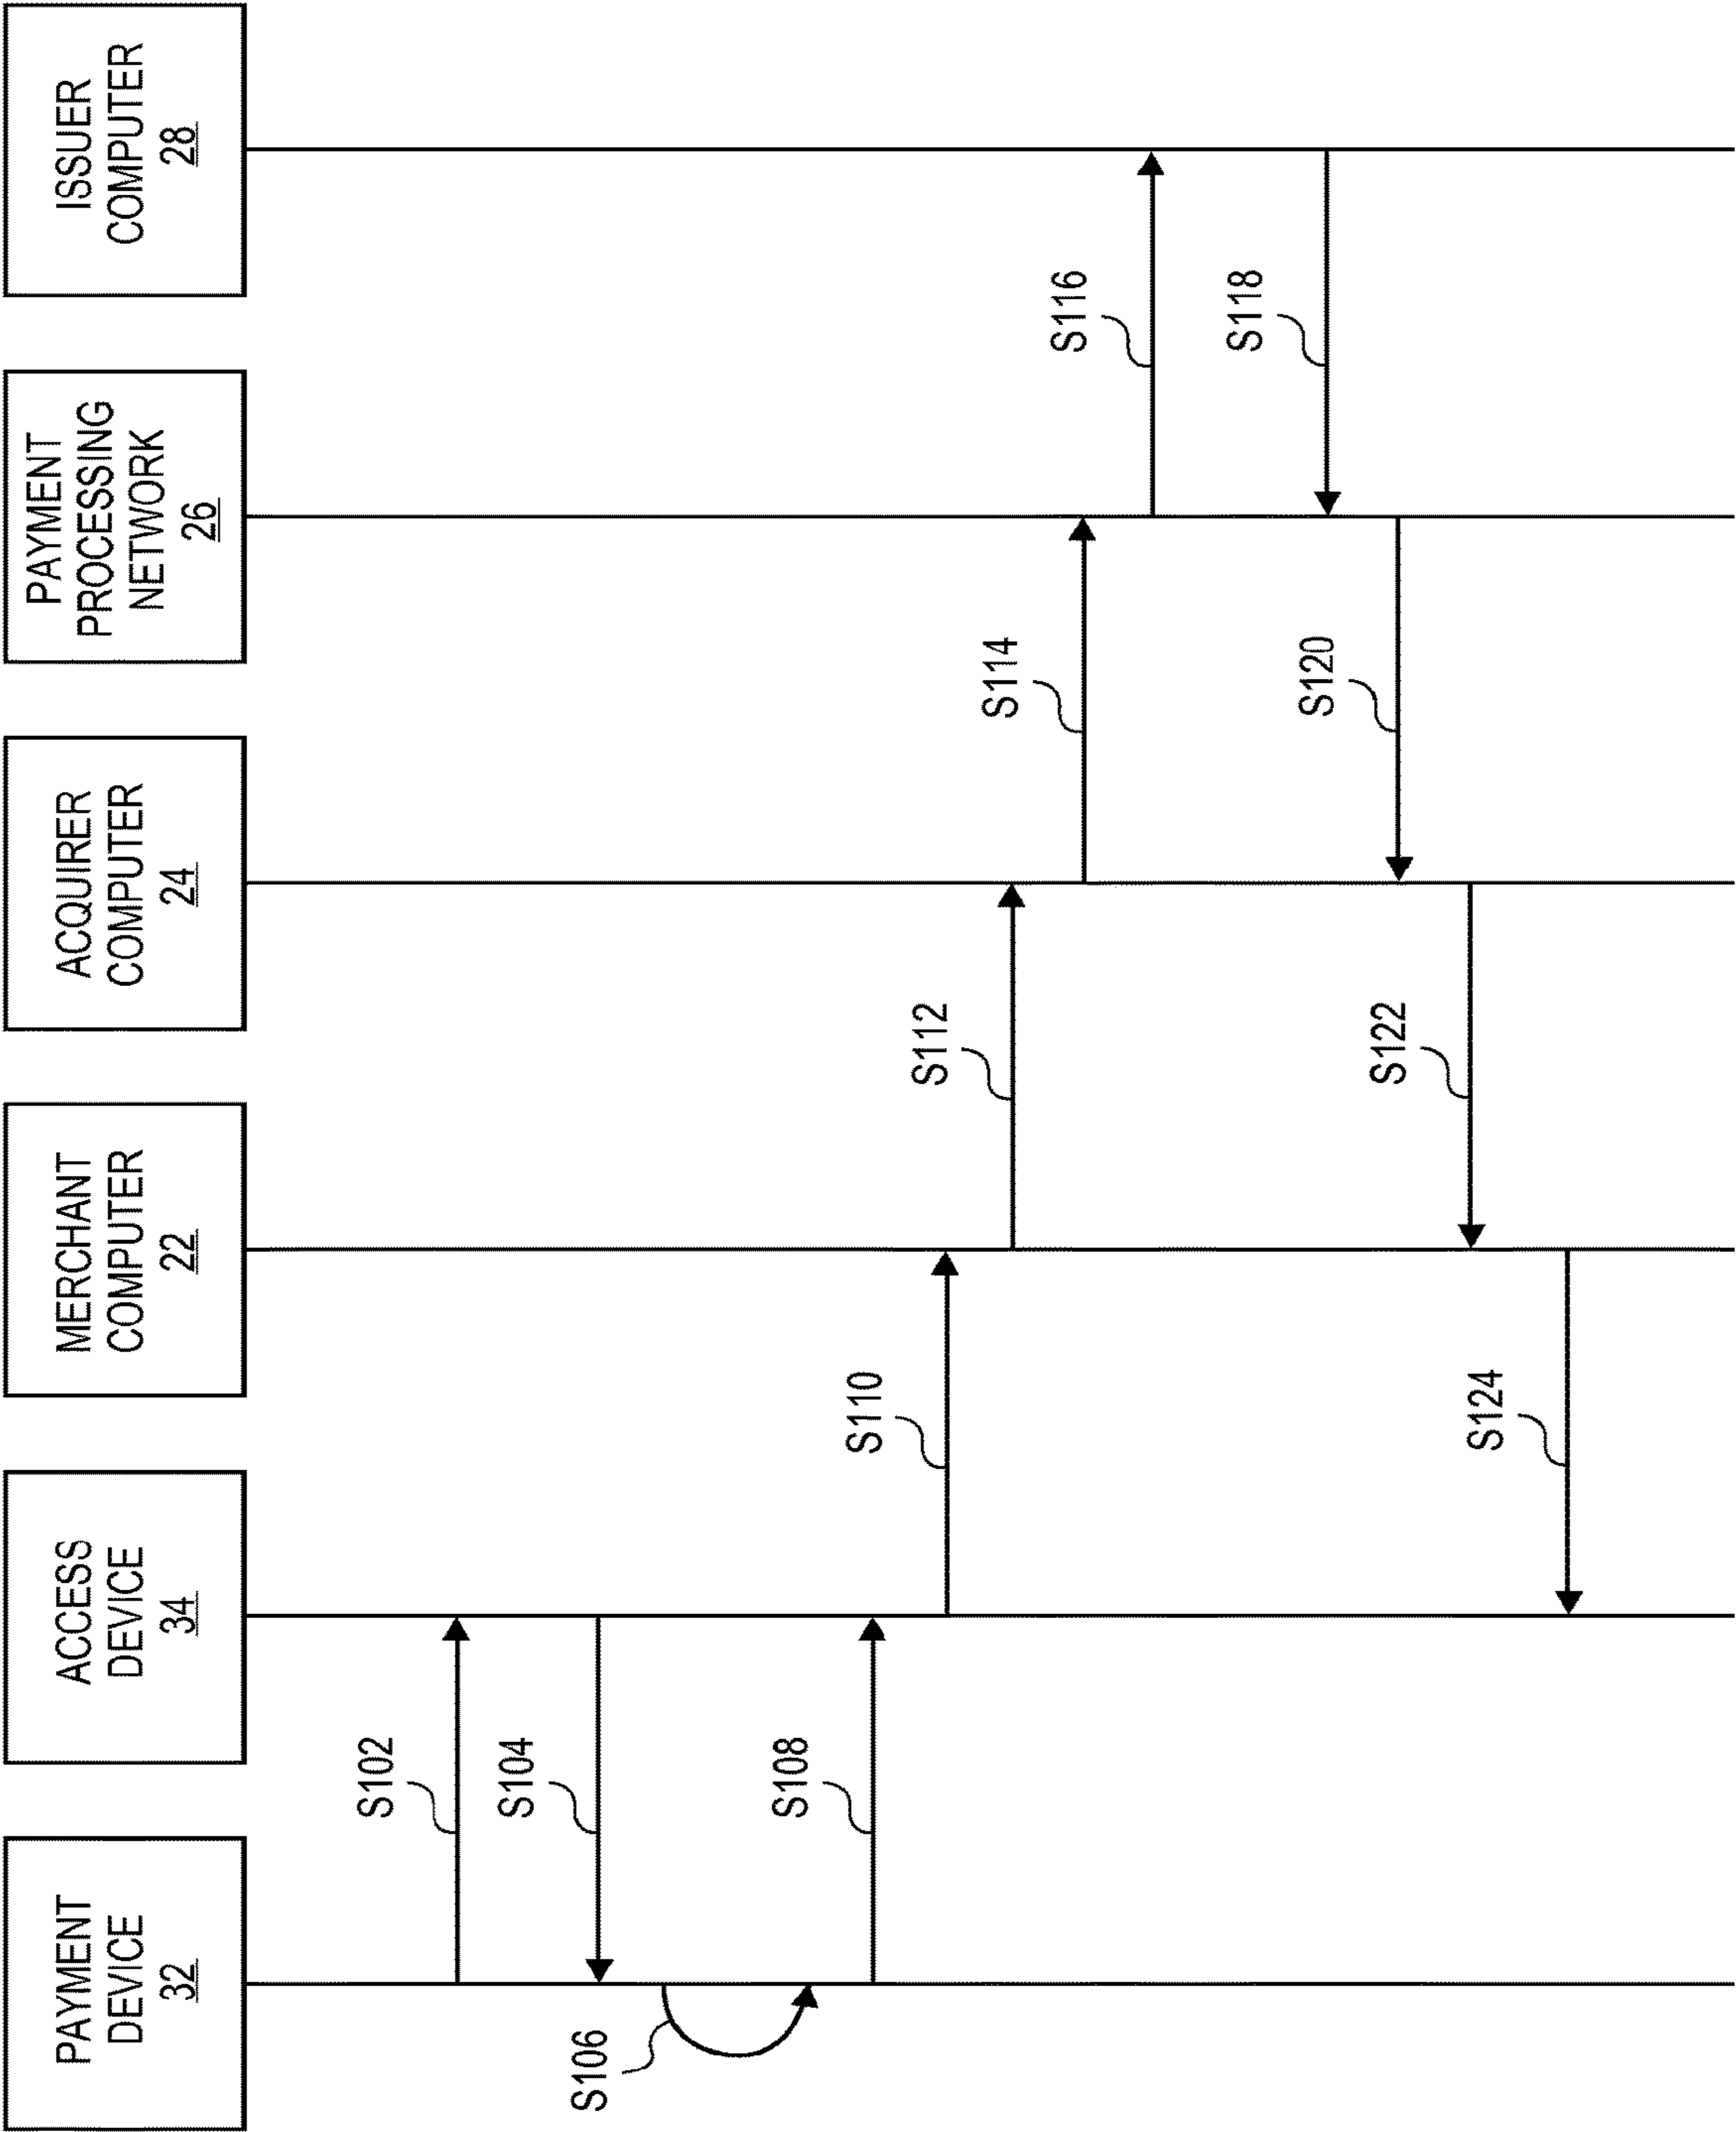 PAYMENT
DEVICE
32
ACCESS
DEVICE
34
MERCHANT
COMPUTER
22
ACQUIRER
COMPUTER
24
PAYMENT
PROCESSING
NETWORK
26
ISSUER
COMPUTER
28
S102
S104
S106
S108
S110
S112
S114
S116
S118
S120
S122
S124